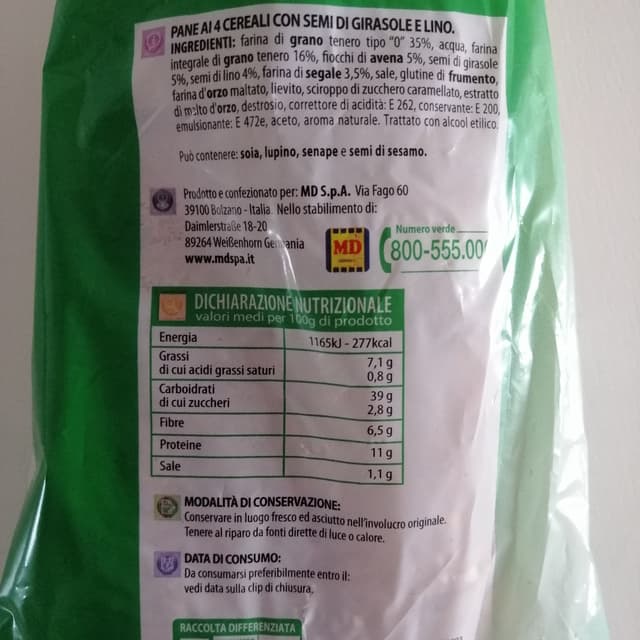 PANE AI 4 CEREALI CON SEMI DI GIRASOLE E LINO.
INGREDIENTI: farina di grano tenero tipo "0" 35%, acqua, farina
integrale di grano tenero 16%, fiocchi di avena 5%, semi di girasole
5%, semi di lino 4%, farina di segale 3,5%, sale, glutine di frumento,
farina d'orzo maltato, lievito, sciroppo di zucchero caramellato, estratto
di malto d'orzo, destrosio, correttore di acidità: E 262, conservante: E 200,
emulsionante: E 472e, aceto, aroma naturale. Trattato con alcool etilico.
Può contenere: soia, lupino, senape e semi di sesamo.
Prodotto e confezionato per: MD S.p.A. Via Fago 60
39100 Bolzano - Italia. Nello stabilimento di:
Daimlerstraße 18-20
89264 Weißenhorn Germania
www.mdspa.it
MD
Numero verde
800-555.00
DICHIARAZIONE NUTRIZIONALE
valori medi per 100g di prodotto
Energia 1165kJ - 277kcal
Grassi 7,1 g
di cui acidi grassi saturi 0,8 g
Carboidrati 39 g
di cui zuccheri 2,8 g
Fibre 6,5 g
Proteine 11 g
Sale 1,1 g
MODALITÀ DI CONSERVAZIONE:
Conservare in luogo fresco ed asciutto nell'involucro originale.
Tenere al riparo da fonti dirette di luce o calore.
DATA DI CONSUMO:
Da consumarsi preferibilmente entro il:
vedi data sulla clip di chiusura.
RACCOLTA DIFFERENZIATA